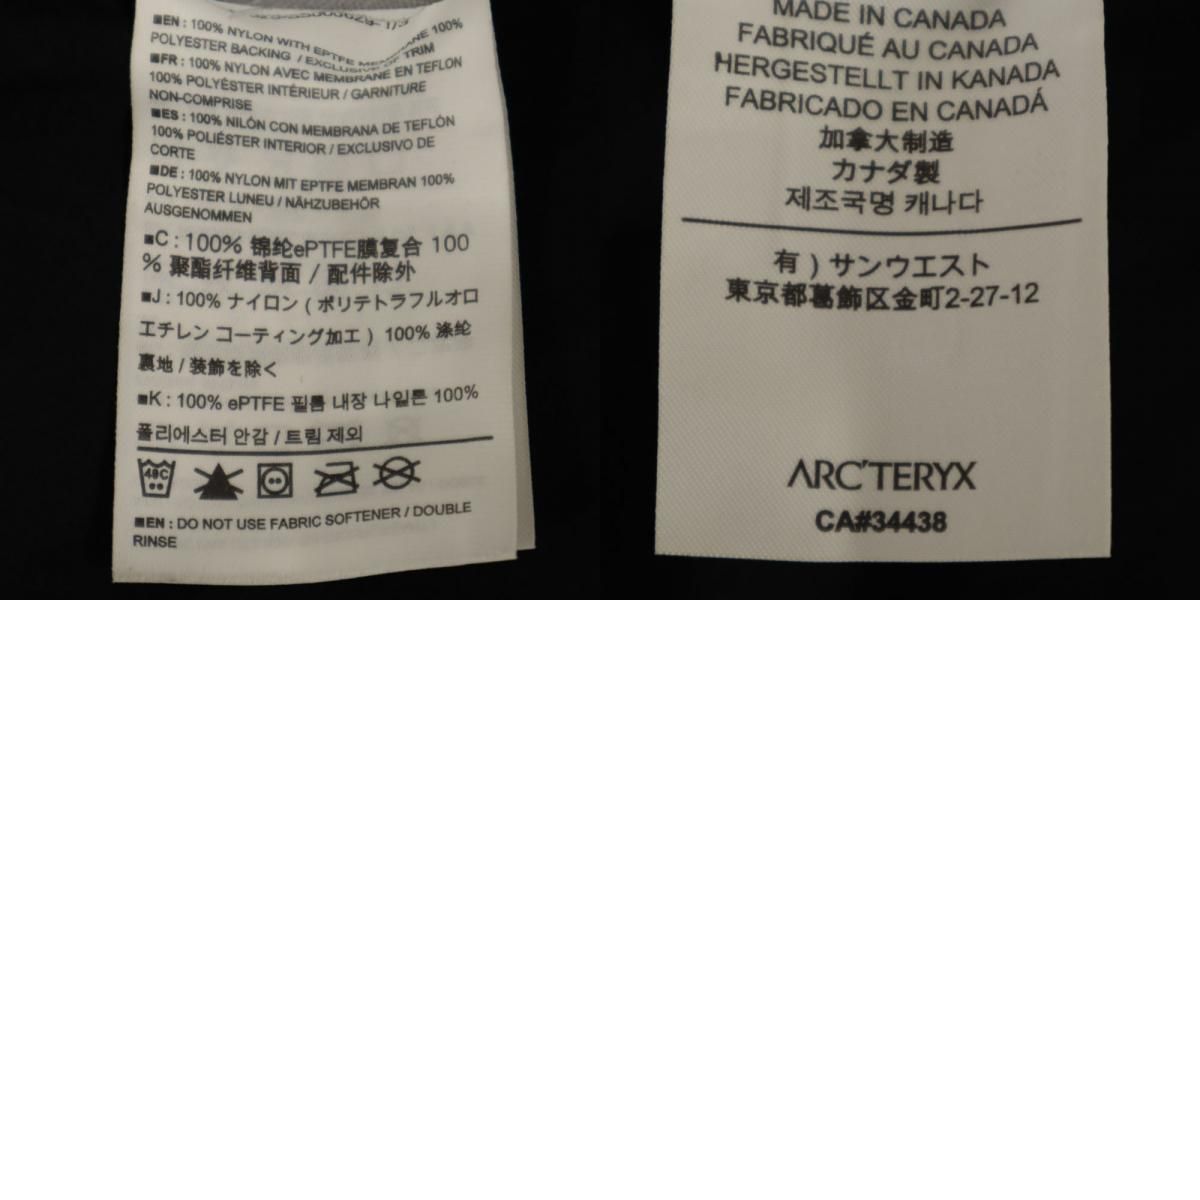 ■EN : 100% NYLON WITH EPTFE MEMBRANE 100%
POLYESTER BACKING / EXCLUSIVE OF TRIM
■FR : 100% NYLON AVEC MEMBRANE EN TEFLON
100% POLYÉSTER INTÉRIEUR / GARNITURE
NON-COMPRISE
■ES : 100% NILÓN CON MEMBRANA DE TEFLÓN
100% POLIÉSTER INTERIOR / EXCLUSIVO DE
CORTE
■DE : 100% NYLON MIT EPTFE MEMBRAN 100%
POLYESTER LUNEU / NÄHZUBEHÖR
AUSGENOMMEN
■C : 100% 锦纶ePTFE膜复合 100
% 聚酯纤维背面 / 配件除外
■J : 100% ナイロン ( ポリテトラフルオロ
エチレン コーティング加工 ) 100% 涤纶
裏地 / 装飾を除く
■K : 100% ePTFE 필름 내장 나일론 100%
폴리에스터 안감 / 트림 제외
40C
■EN : DO NOT USE FABRIC SOFTENER / DOUBLE
RINSE
MADE IN CANADA
FABRIQUÉ AU CANADA
HERGESTELLT IN KANADA
FABRICADO EN CANADÁ
加拿大制造
カナダ製
제조국명 캐나다
有 ) サンウエスト
東京都葛飾区金町2-27-12
ARC'TERYX
CA#34438